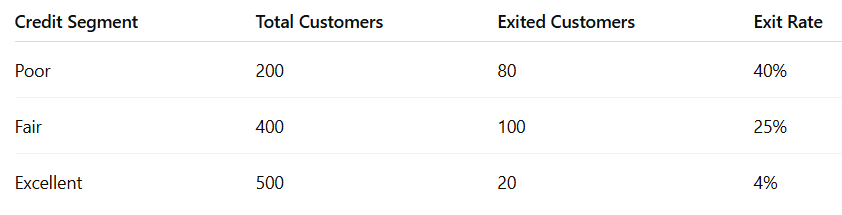 Credit Segment Total Customers Exited Customers Exit Rate
Poor 200 80 40%
Fair 400 100 25%
Excellent 500 20 4%